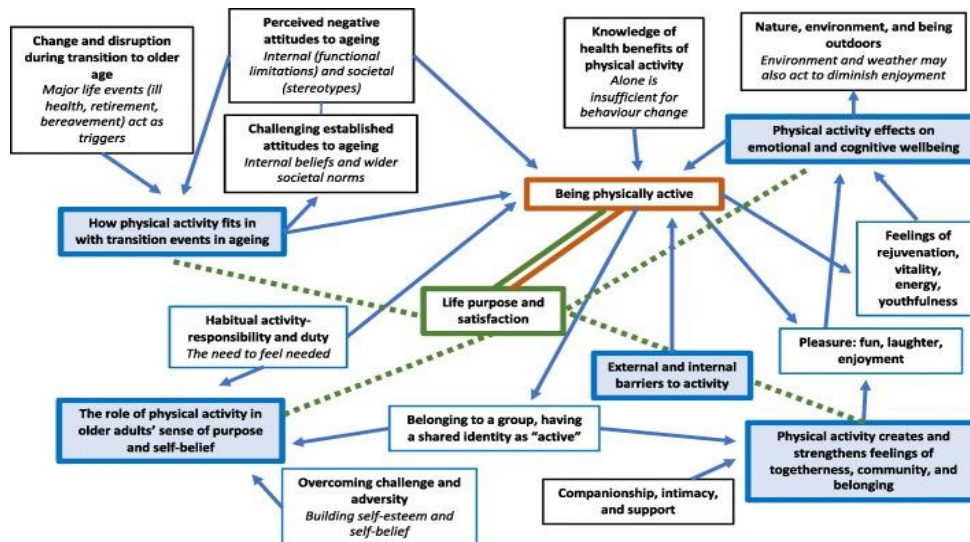 Change and disruption
during transition to older
age
Major life events (ill
health, retirement,
bereavement) act as
triggers
Perceived negative
attitudes to ageing
Internal (functional
limitations) and societal
(stereotypes)
Challenging established
attitudes to ageing
Internal beliefs and wider
societal norms
Knowledge of
health benefits of
physical activity
Alone is
insufficient for
behaviour change
Nature, environment, and being
outdoors
Environment and weather may
also act to diminish enjoyment
Physical activity effects on
emotional and cognitive wellbeing
Being physically active
How physical activity fits in
with transition events in ageing
Feelings of
rejuvenation,
vitality,
energy,
youthfulness
Life purpose and
satisfaction
Habitual activity-
responsibility and duty
The need to feel needed
Pleasure: fun, laughter,
enjoyment
External and internal
barriers to activity
The role of physical activity in
older adults' sense of purpose
and self-belief
Belonging to a group, having
a shared identity as "active"
Physical activity creates and
strengthens feelings of
togetherness, community, and
belonging
Overcoming challenge and
adversity
Building self-esteem and
self-belief
Companionship, intimacy,
and support